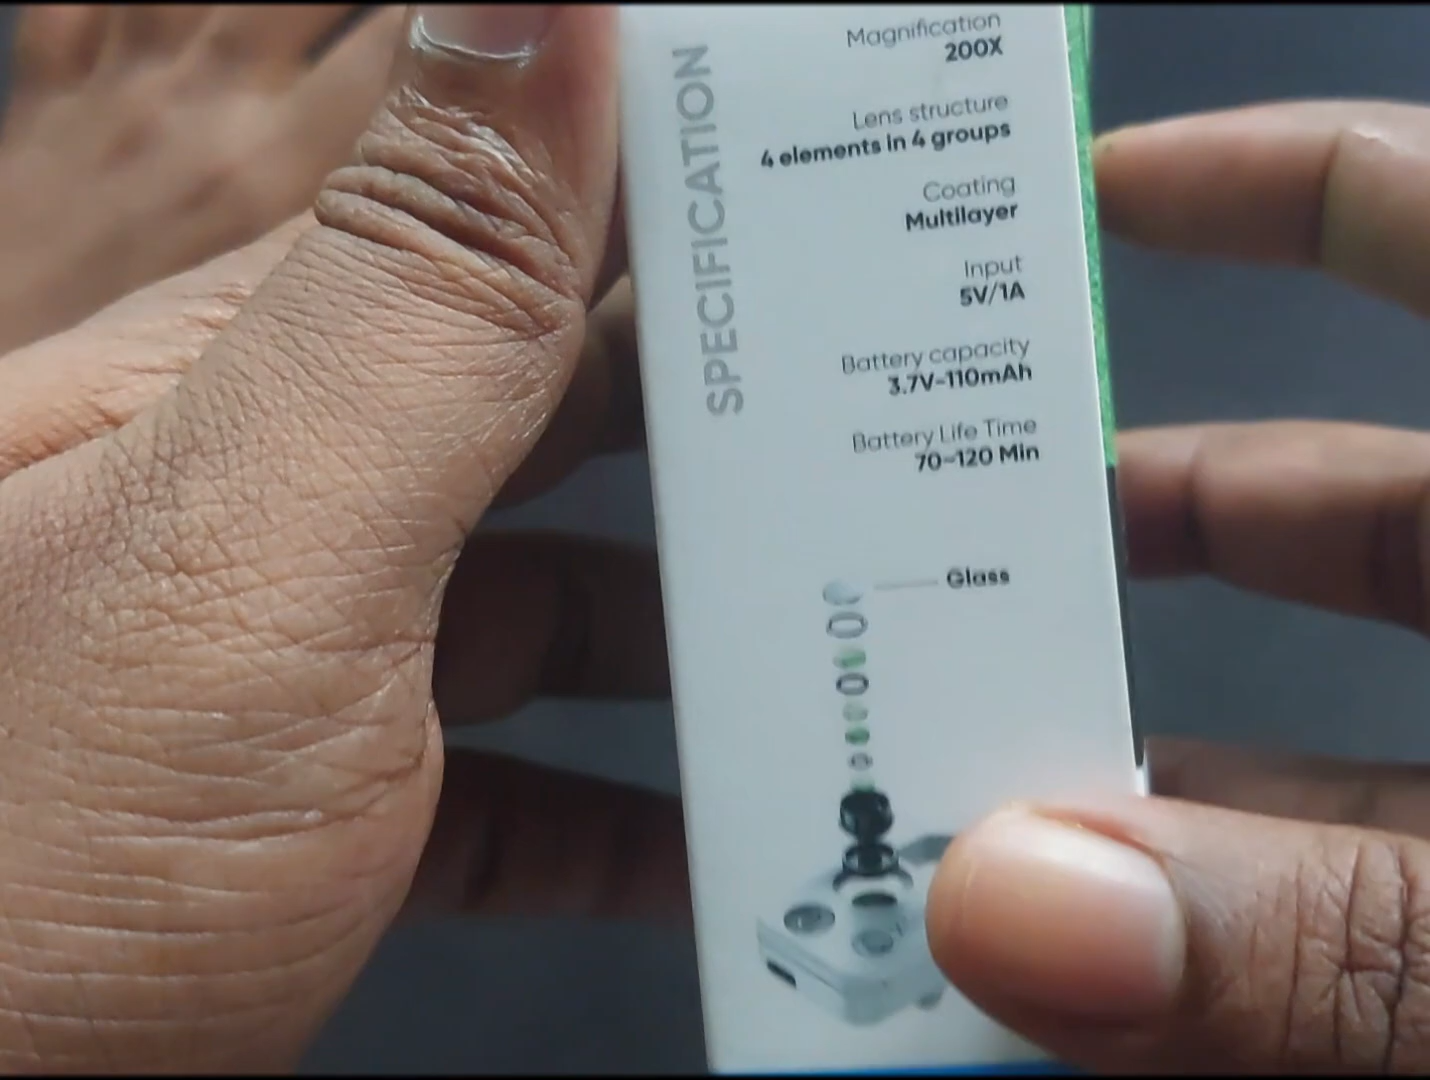 SPECIFICATION
Magnification
200X
Lens structure
4 elements in 4 groups
Coating
Multilayer
Input
5V/1A
Battery capacity
3.7V-110mAh
Battery Life Time
70-120 Min
Glass